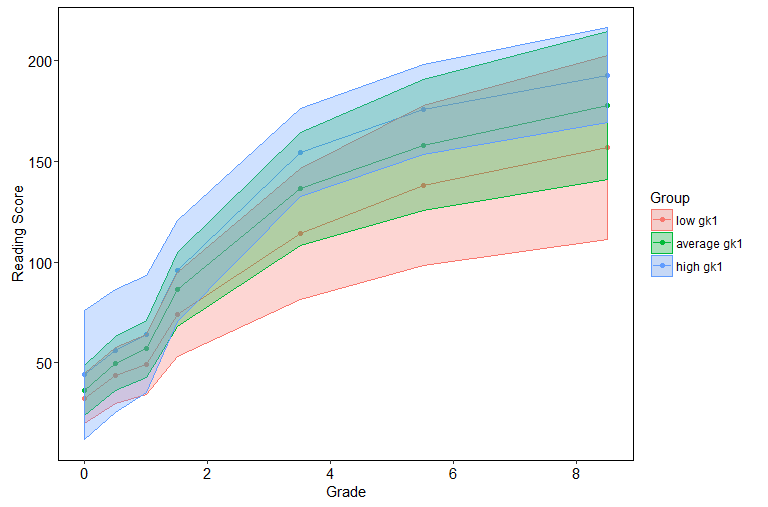 200
150
100
50
Reading Score
0 2 4 6 8
Grade
Group
low gk1
average gk1
high gk1